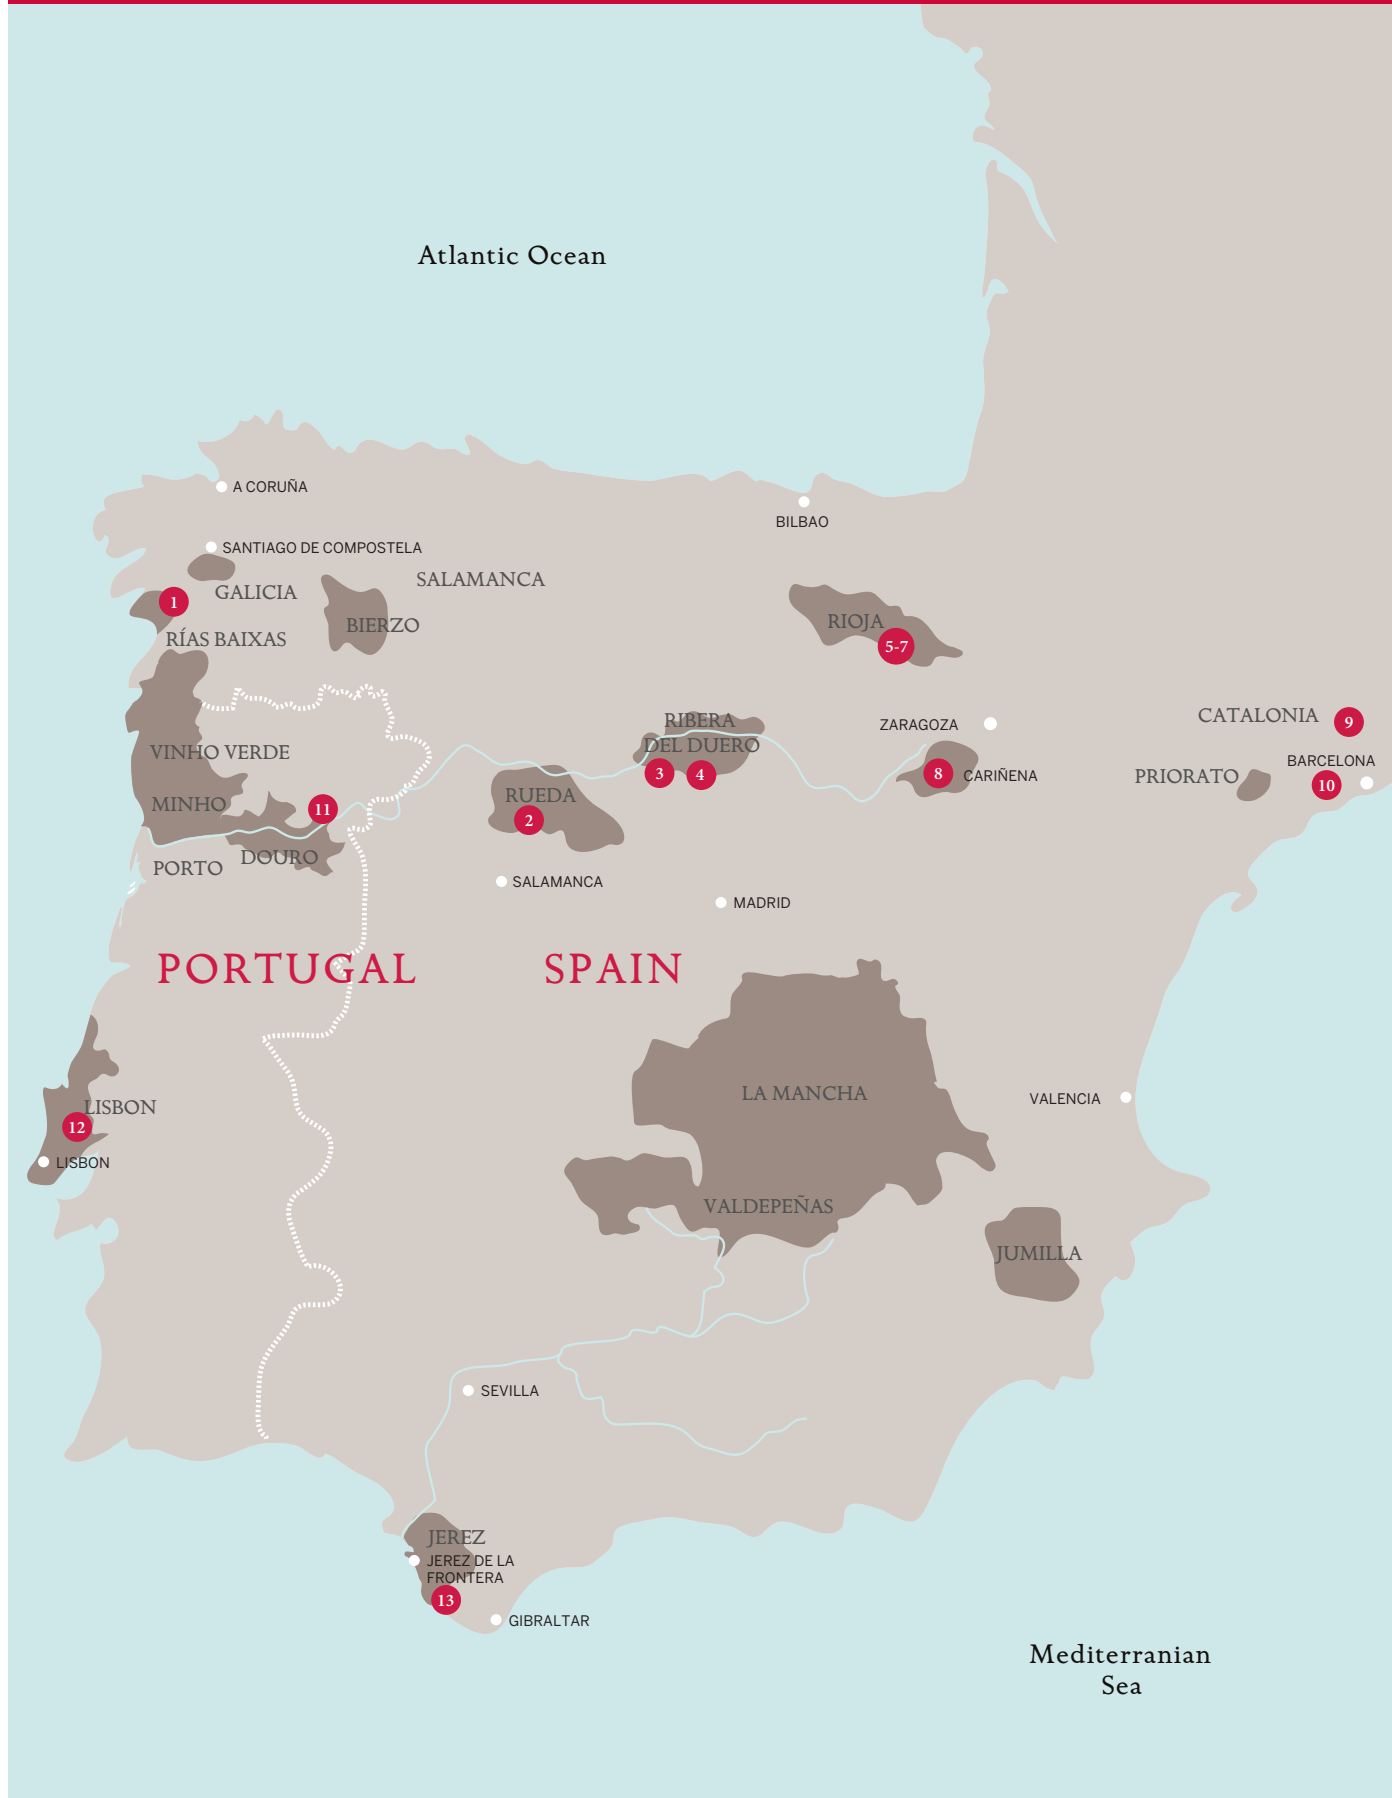 Atlantic Ocean
A CORUÑA
BILBAO
SANTIAGO DE COMPOSTELA
SALAMANCA
GALICIA
1
BIERZO
RÍAS BAIXAS
RIOJA
5-7
CATALONIA
9
RIBERA
DEL DUERO
ZARAGOZA
VINHO VERDE
BARCELONA
3
4
8
CARIÑENA
PRIORATO
10
MINHO
11
RUEDA
2
DOURO
PORTO
SALAMANCA
MADRID
PORTUGAL
SPAIN
LA MANCHA
VALENCIA
LISBON
12
LISBON
VALDEPEÑAS
JUMILLA
SEVILLA
JEREZ
JEREZ DE LA
FRONTERA
13
GIBRALTAR
Mediterranian
Sea